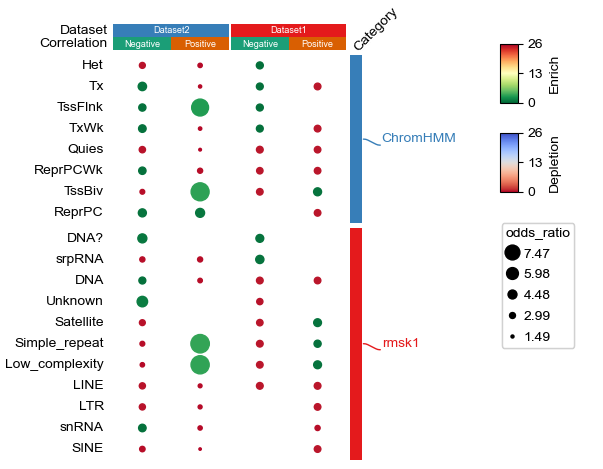 Dataset Dataset2 Dataset1
Correlation Negative Positive Negative Positive Category
Het
Tx
TssFlnk
TxWk
Quies
ReprPCWk
TssBiv
ReprPC
ChromHMM
DNA?
srpRNA
DNA
Unknown
Satellite
Simple_repeat
Low_complexity
LINE
LTR
snRNA
SINE
rmsk1
26
13
0
Enrich
26
13
0
Depletion
odds_ratio
7.47
5.98
4.48
2.99
1.49